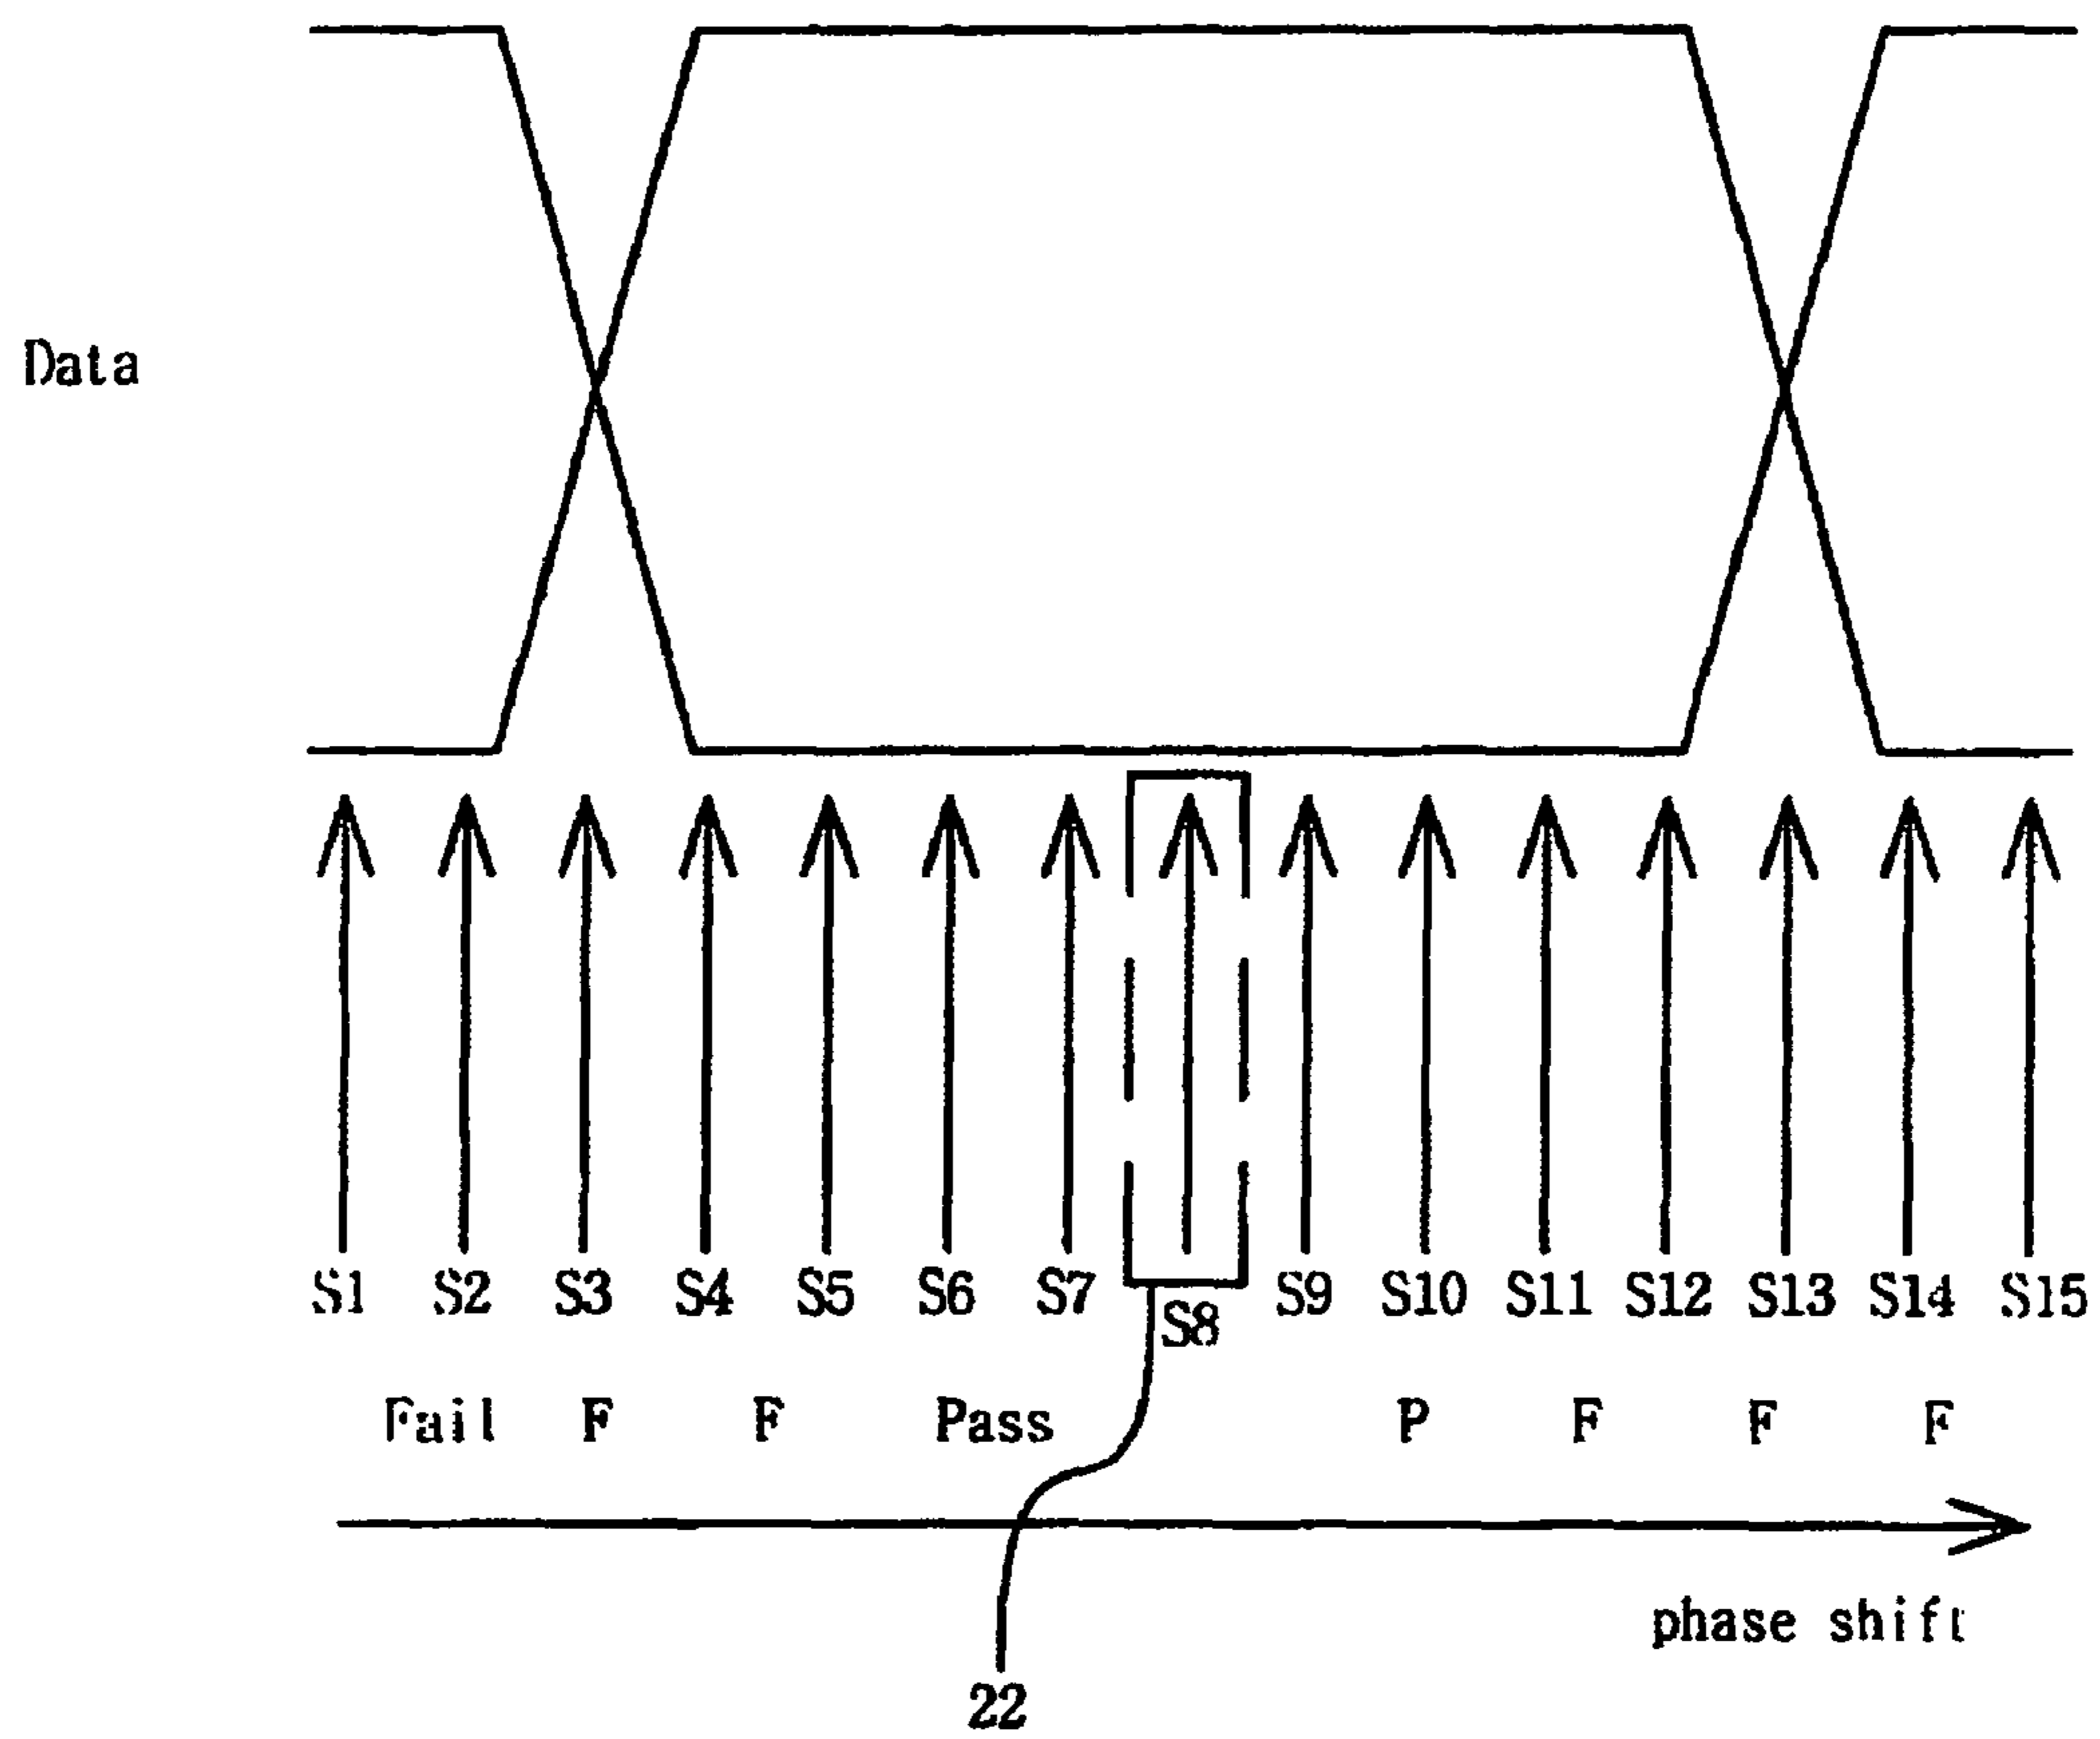 Data
S1 S2 S3 S4 S5 S6 S7 S8 S9 S10 S11 S12 S13 S14 S15
Fail F F Pass P F F F
phase shift
22